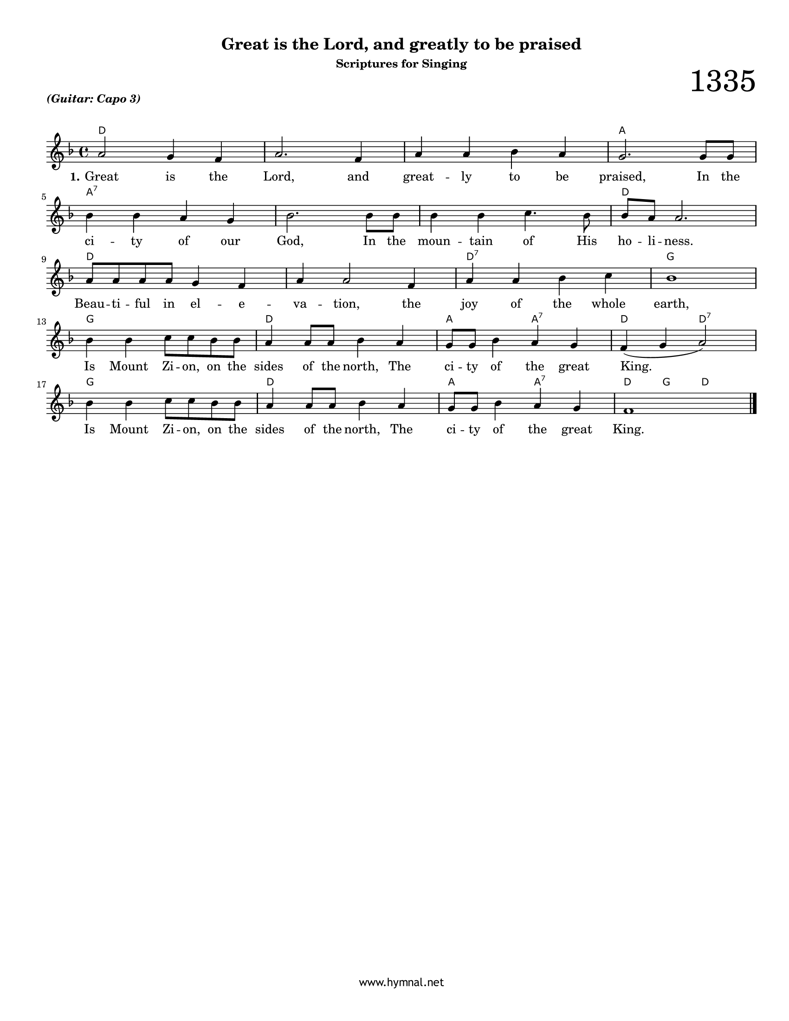 Great is the Lord, and greatly to be praised
Scriptures for Singing
1335
(Guitar: Capo 3)
D A
1. Great is the Lord, and great - ly to be praised, In the
5 A7 D
ci - ty of our God, In the moun - tain of His ho - li - ness.
9 D D7 G
Beau - ti - ful in el - e - va - tion, the joy of the whole earth,
13 G D A A7 D D7
Is Mount Zi - on, on the sides of the north, The ci - ty of the great King.
17 G D A A7 D G D
Is Mount Zi - on, on the sides of the north, The ci - ty of the great King.
www.hymnal.net